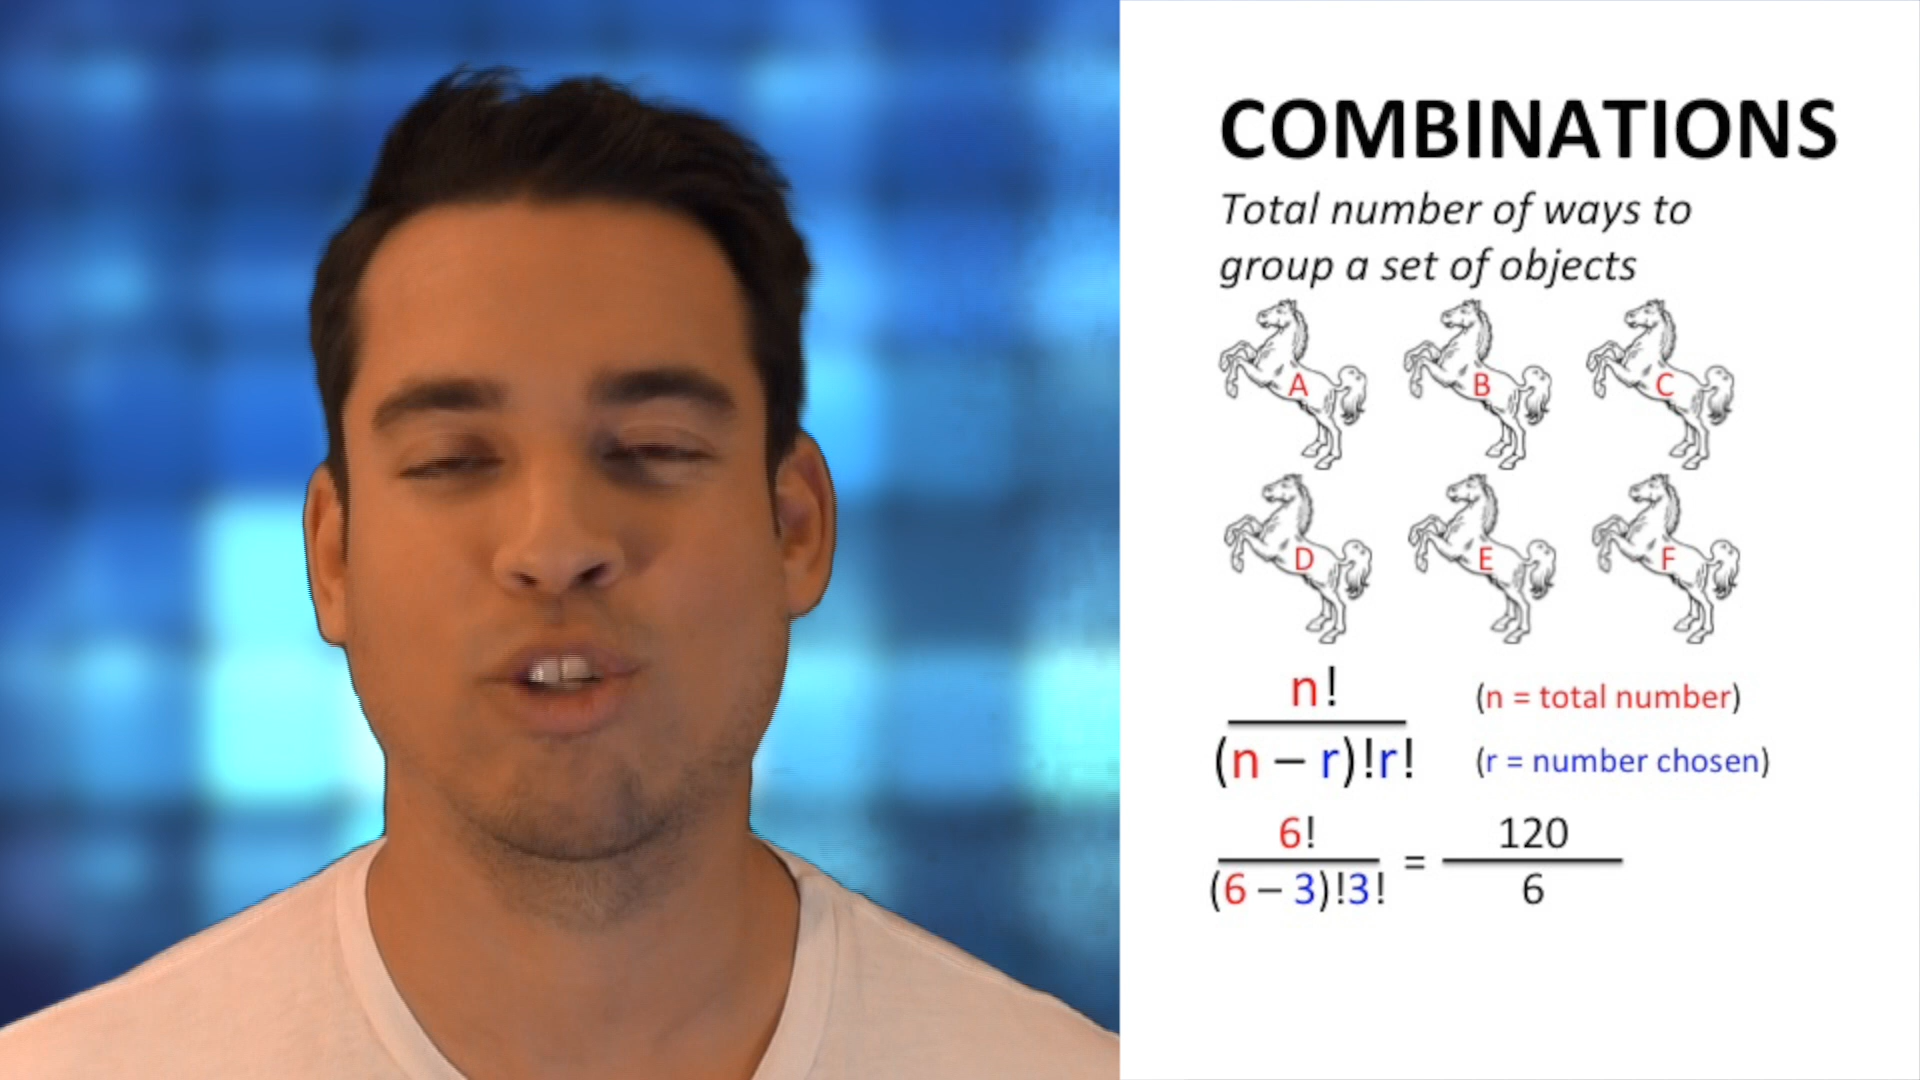 COMBINATIONS
Total number of ways to
group a set of objects
A B C
D E F
n!
(n = total number)
(n – r)!r!
(r = number chosen)
6!
(6 – 3)!3!
=
120
6